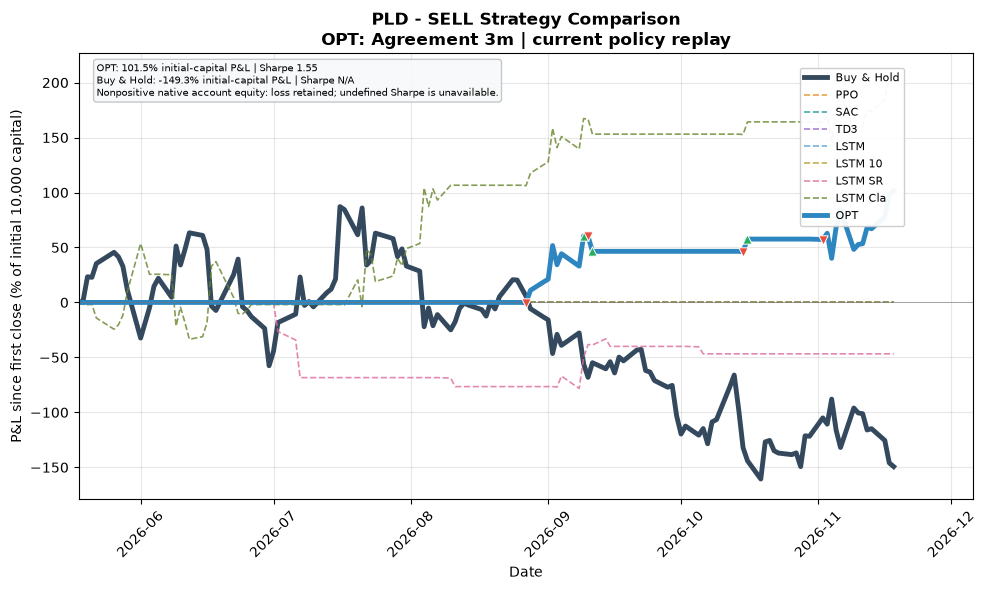 PLD - SELL Strategy Comparison
OPT: Agreement 3m | current policy replay
OPT: 101.5% initial-capital P&L | Sharpe 1.55
Buy & Hold: -149.3% initial-capital P&L | Sharpe N/A
Nonpositive native account equity: loss retained; undefined Sharpe is unavailable.
Buy & Hold
PPO
SAC
TD3
LSTM
LSTM 10
LSTM SR
LSTM Cla
OPT
P&L since first close (% of initial 10,000 capital)
200
150
100
50
0
−50
−100
−150
2026-06
2026-07
2026-08
2026-09
2026-10
2026-11
2026-12
Date